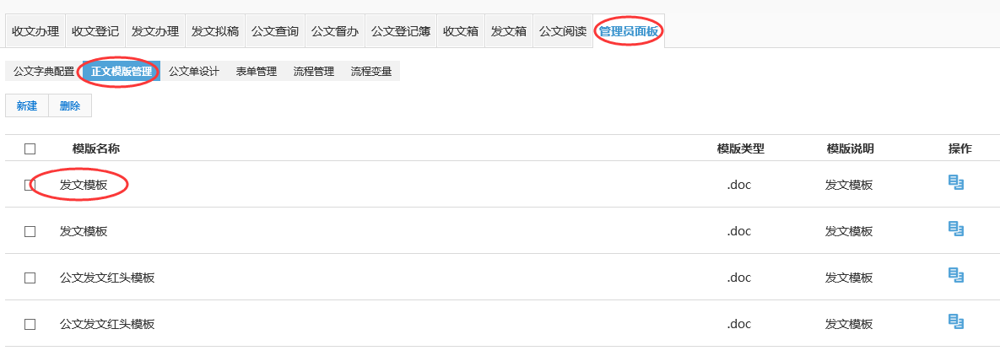 收文办理 收文登记 发文办理 发文拟稿 公文查询 公文督办 公文登记簿 收文箱 发文箱 公文阅读 管理员面板
公文字典配置 正文模版管理 公文单设计 表单管理 流程管理 流程变量
新建 删除
模版名称 模版类型 模版说明 操作
发文模板 .doc 发文模板
发文模板 .doc 发文模板
公文发文红头模板 .doc 发文模板
公文发文红头模板 .doc 发文模板